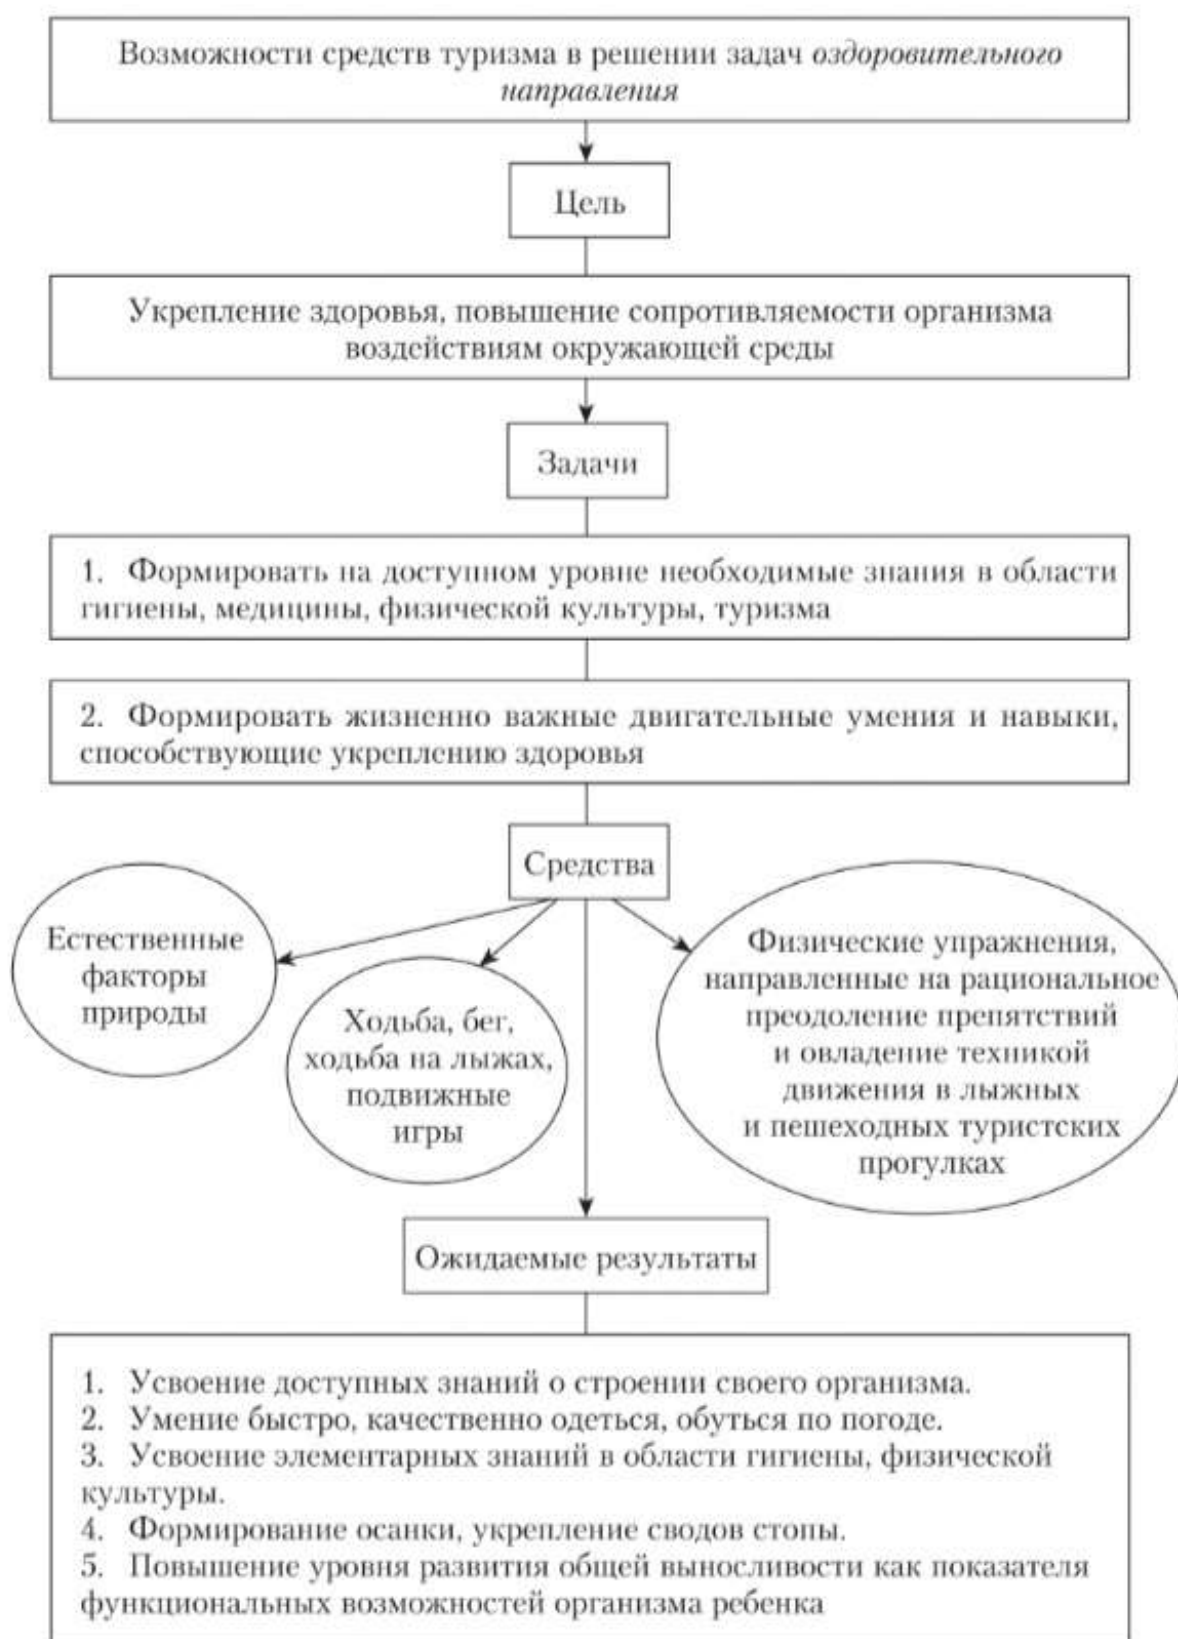 Возможности средств туризма в решении задач оздоровительного
направления
Цель
Укрепление здоровья, повышение сопротивляемости организма
воздействиям окружающей среды
Задачи
1. Формировать на доступном уровне необходимые знания в области
гигиены, медицины, физической культуры, туризма
2. Формировать жизненно важные двигательные умения и навыки,
способствующие укреплению здоровья
Средства
Естественные
факторы
природы
Ходьба, бег,
ходьба на лыжах,
подвижные
игры
Физические упражнения,
направленные на рациональное
преодоление препятствий
и овладение техникой
движения в лыжных
и пешеходных туристских
прогулках
Ожидаемые результаты
1. Усвоение доступных знаний о строении своего организма.
2. Умение быстро, качественно одеться, обуться по погоде.
3. Усвоение элементарных знаний в области гигиены, физической
культуры.
4. Формирование осанки, укрепление сводов стопы.
5. Повышение уровня развития общей выносливости как показателя
функциональных возможностей организма ребенка